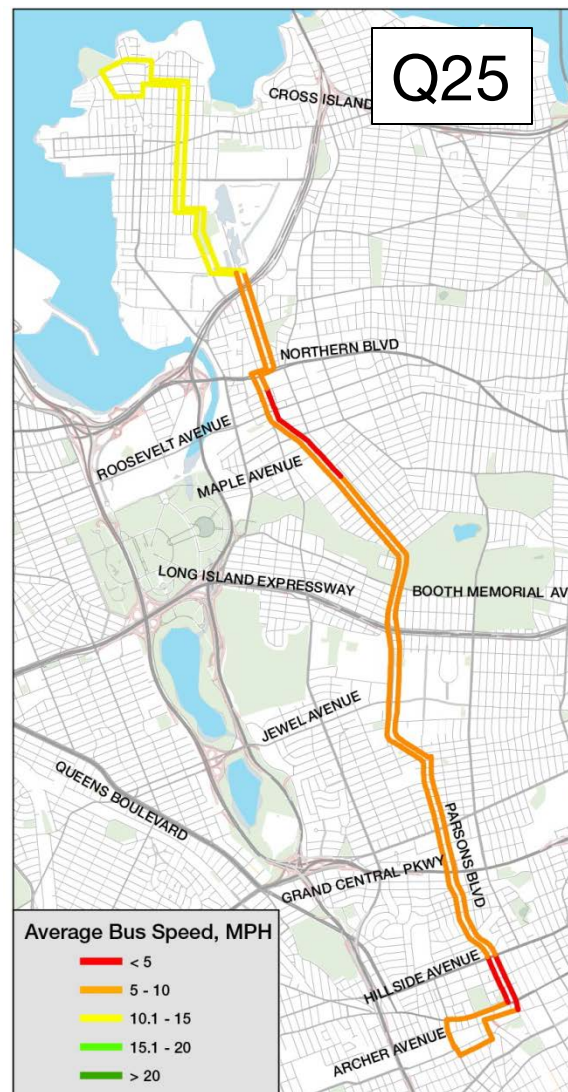 Q25
CROSS ISLAND
NORTHERN BLVD
ROOSEVELT AVENUE
MAPLE AVENUE
LONG ISLAND EXPRESSWAY
BOOTH MEMORIAL AV
JEWEL AVENUE
QUEENS BOULEVARD
PARSONS BLVD
GRAND CENTRAL PKWY
HILLSIDE AVENUE
ARCHER AVENUE
Average Bus Speed, MPH
< 5
5 - 10
10.1 - 15
15.1 - 20
> 20